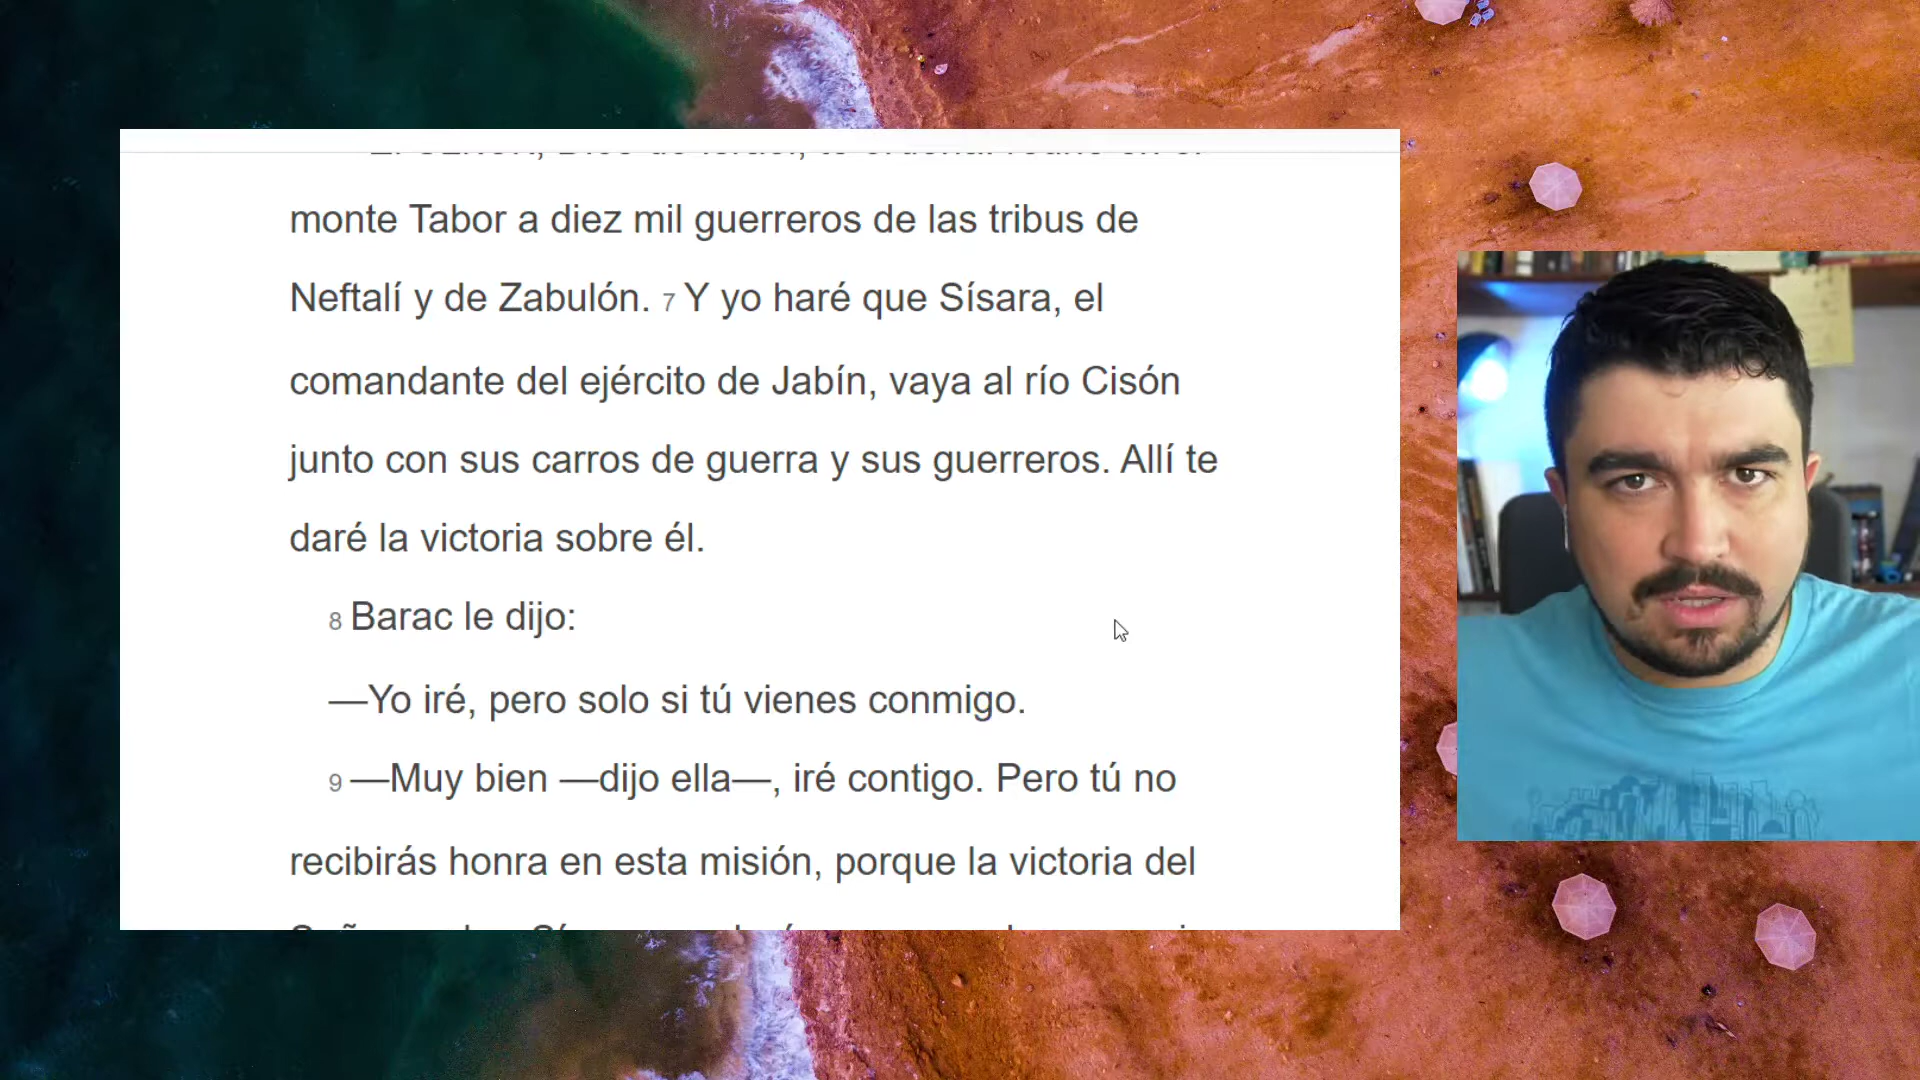 monte Tabor a diez mil guerreros de las tribus de
Neftalí y de Zabulón. 7 Y yo haré que Sísara, el
comandante del ejército de Jabín, vaya al río Cisón
junto con sus carros de guerra y sus guerreros. Allí te
daré la victoria sobre él.
8 Barac le dijo:
—Yo iré, pero solo si tú vienes conmigo.
9 —Muy bien —dijo ella—, iré contigo. Pero tú no
recibirás honra en esta misión, porque la victoria del